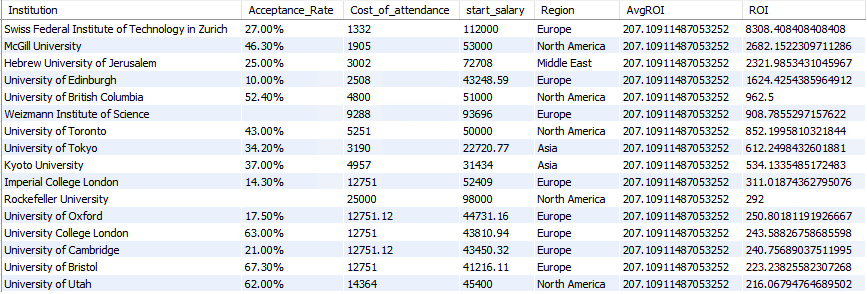 Institution Acceptance_Rate Cost_of_attendance start_salary Region AvgROI ROI
Swiss Federal Institute of Technology in Zurich 27.00% 1332 112000 Europe 207.10911487053252 8308.408408408408
McGill University 46.30% 1905 53000 North America 207.10911487053252 2682.1522309711286
Hebrew University of Jerusalem 25.00% 3002 72708 Middle East 207.10911487053252 2321.9853431045967
University of Edinburgh 10.00% 2508 43248.59 Europe 207.10911487053252 1624.4254385964912
University of British Columbia 52.40% 4800 51000 North America 207.10911487053252 962.5
Weizmann Institute of Science 9288 93696 Europe 207.10911487053252 908.7855297157622
University of Toronto 43.00% 5251 50000 North America 207.10911487053252 852.1995810321844
University of Tokyo 34.20% 3190 22720.77 Asia 207.10911487053252 612.2498432601881
Kyoto University 37.00% 4957 31434 Asia 207.10911487053252 534.1335485172483
Imperial College London 14.30% 12751 52409 Europe 207.10911487053252 311.01874362795076
Rockefeller University 25000 98000 North America 207.10911487053252 292
University of Oxford 17.50% 12751.12 44731.16 Europe 207.10911487053252 250.80181191926667
University College London 63.00% 12751 43810.94 Europe 207.10911487053252 243.58826758685598
University of Cambridge 21.00% 12751.12 43450.32 Europe 207.10911487053252 240.75689037511995
University of Bristol 67.30% 12751 41216.11 Europe 207.10911487053252 223.23825582307268
University of Utah 62.00% 14364 45400 North America 207.10911487053252 216.06794764689502